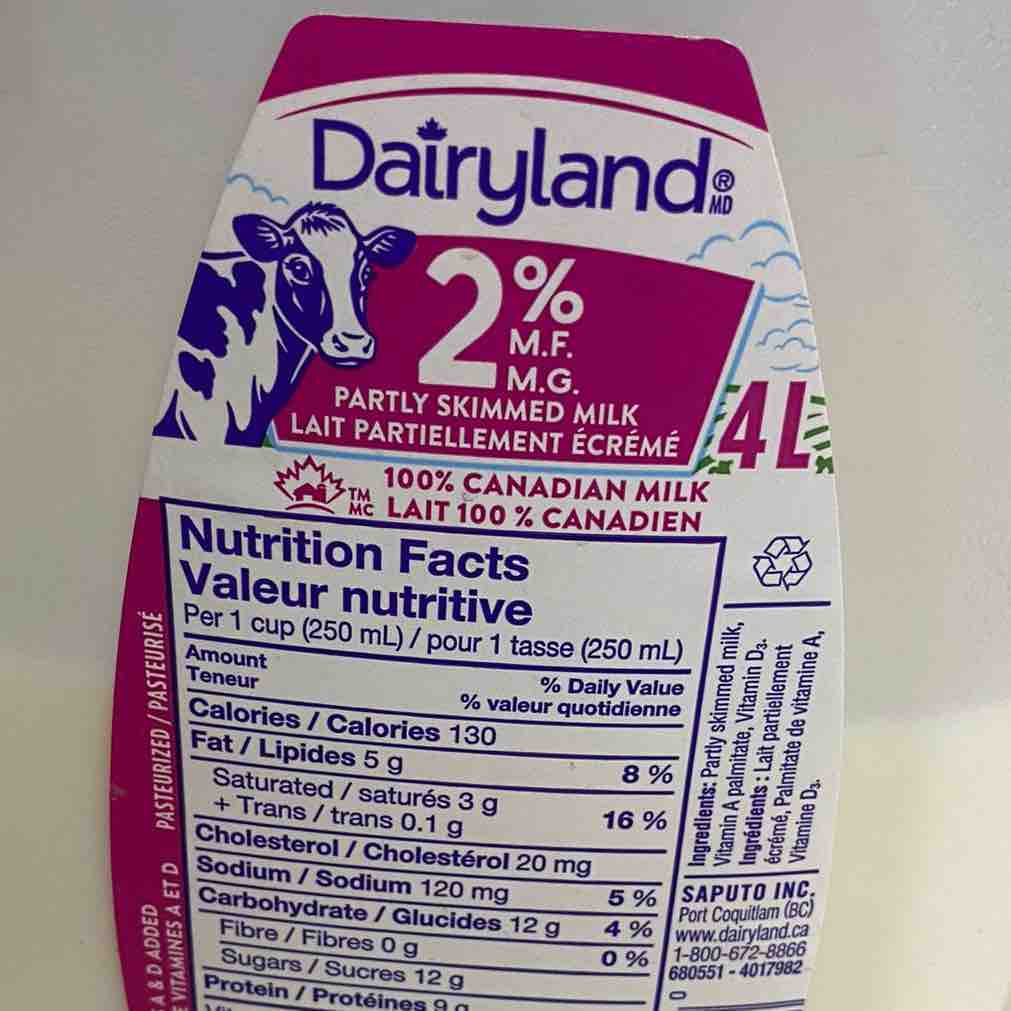 Dairyland® MD
2%
M.F.
M.G.
PARTLY SKIMMED MILK
LAIT PARTIELLEMENT ÉCRÉMÉ
4L
100% CANADIAN MILK
LAIT 100 % CANADIEN
TM
MC
Nutrition Facts
Valeur nutritive
Per 1 cup (250 mL) / pour 1 tasse (250 mL)
Amount % Daily Value
Teneur % valeur quotidienne
Calories / Calories 130
Fat / Lipides 5 g 8 %
Saturated / saturés 3 g
+ Trans / trans 0.1 g 16 %
Cholesterol / Cholestérol 20 mg
Sodium / Sodium 120 mg 5 %
Carbohydrate / Glucides 12 g 4 %
Fibre / Fibres 0 g 0 %
Sugars / Sucres 12 g
Protein / Protéines 9 g
PASTEURIZED / PASTEURISÉ
A & D ADDED
VITAMINES A ET D
Ingredients: Partly skimmed milk,
Vitamin A palmitate, Vitamin D3.
Ingrédients : Lait partiellement
écrémé, Palmitate de vitamine A,
Vitamine D3.
SAPUTO INC.
Port Coquitlam (BC)
www.dairyland.ca
1-800-672-8866
680551 - 4017982